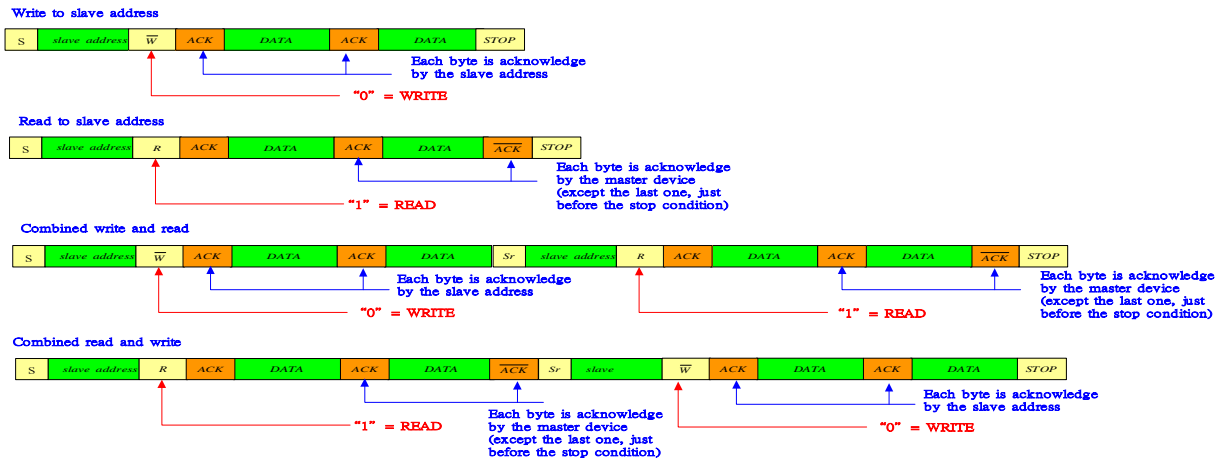 Write to slave address
S slave address W̅ ACK DATA ACK DATA STOP
Each byte is acknowledge
by the slave address
"0" = WRITE
Read to slave address
S slave address R ACK DATA ACK DATA A̅C̅K̅ STOP
Each byte is acknowledge
by the master device
(except the last one, just
before the stop condition)
"1" = READ
Combined write and read
S slave address W̅ ACK DATA ACK DATA Sr slave address R ACK DATA ACK DATA A̅C̅K̅ STOP
Each byte is acknowledge
by the slave address
"0" = WRITE
Each byte is acknowledge
by the master device
(except the last one, just
before the stop condition)
"1" = READ
Combined read and write
S slave address R ACK DATA ACK DATA A̅C̅K̅ Sr slave W̅ ACK DATA ACK DATA STOP
Each byte is acknowledge
by the master device
(except the last one, just
before the stop condition)
"1" = READ
Each byte is acknowledge
by the slave address
"0" = WRITE